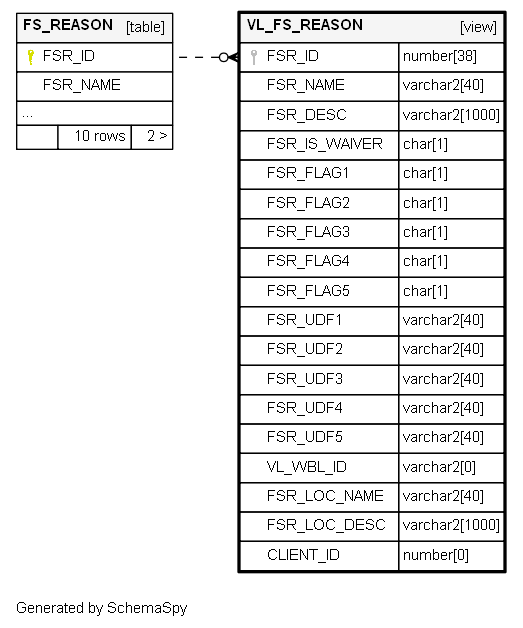 FS_REASON [table]
FSR_ID
FSR_NAME
...
10 rows 2 >
VL_FS_REASON [view]
FSR_ID number[38]
FSR_NAME varchar2[40]
FSR_DESC varchar2[1000]
FSR_IS_WAIVER char[1]
FSR_FLAG1 char[1]
FSR_FLAG2 char[1]
FSR_FLAG3 char[1]
FSR_FLAG4 char[1]
FSR_FLAG5 char[1]
FSR_UDF1 varchar2[40]
FSR_UDF2 varchar2[40]
FSR_UDF3 varchar2[40]
FSR_UDF4 varchar2[40]
FSR_UDF5 varchar2[40]
VL_WBL_ID varchar2[0]
FSR_LOC_NAME varchar2[40]
FSR_LOC_DESC varchar2[1000]
CLIENT_ID number[0]
Generated by SchemaSpy